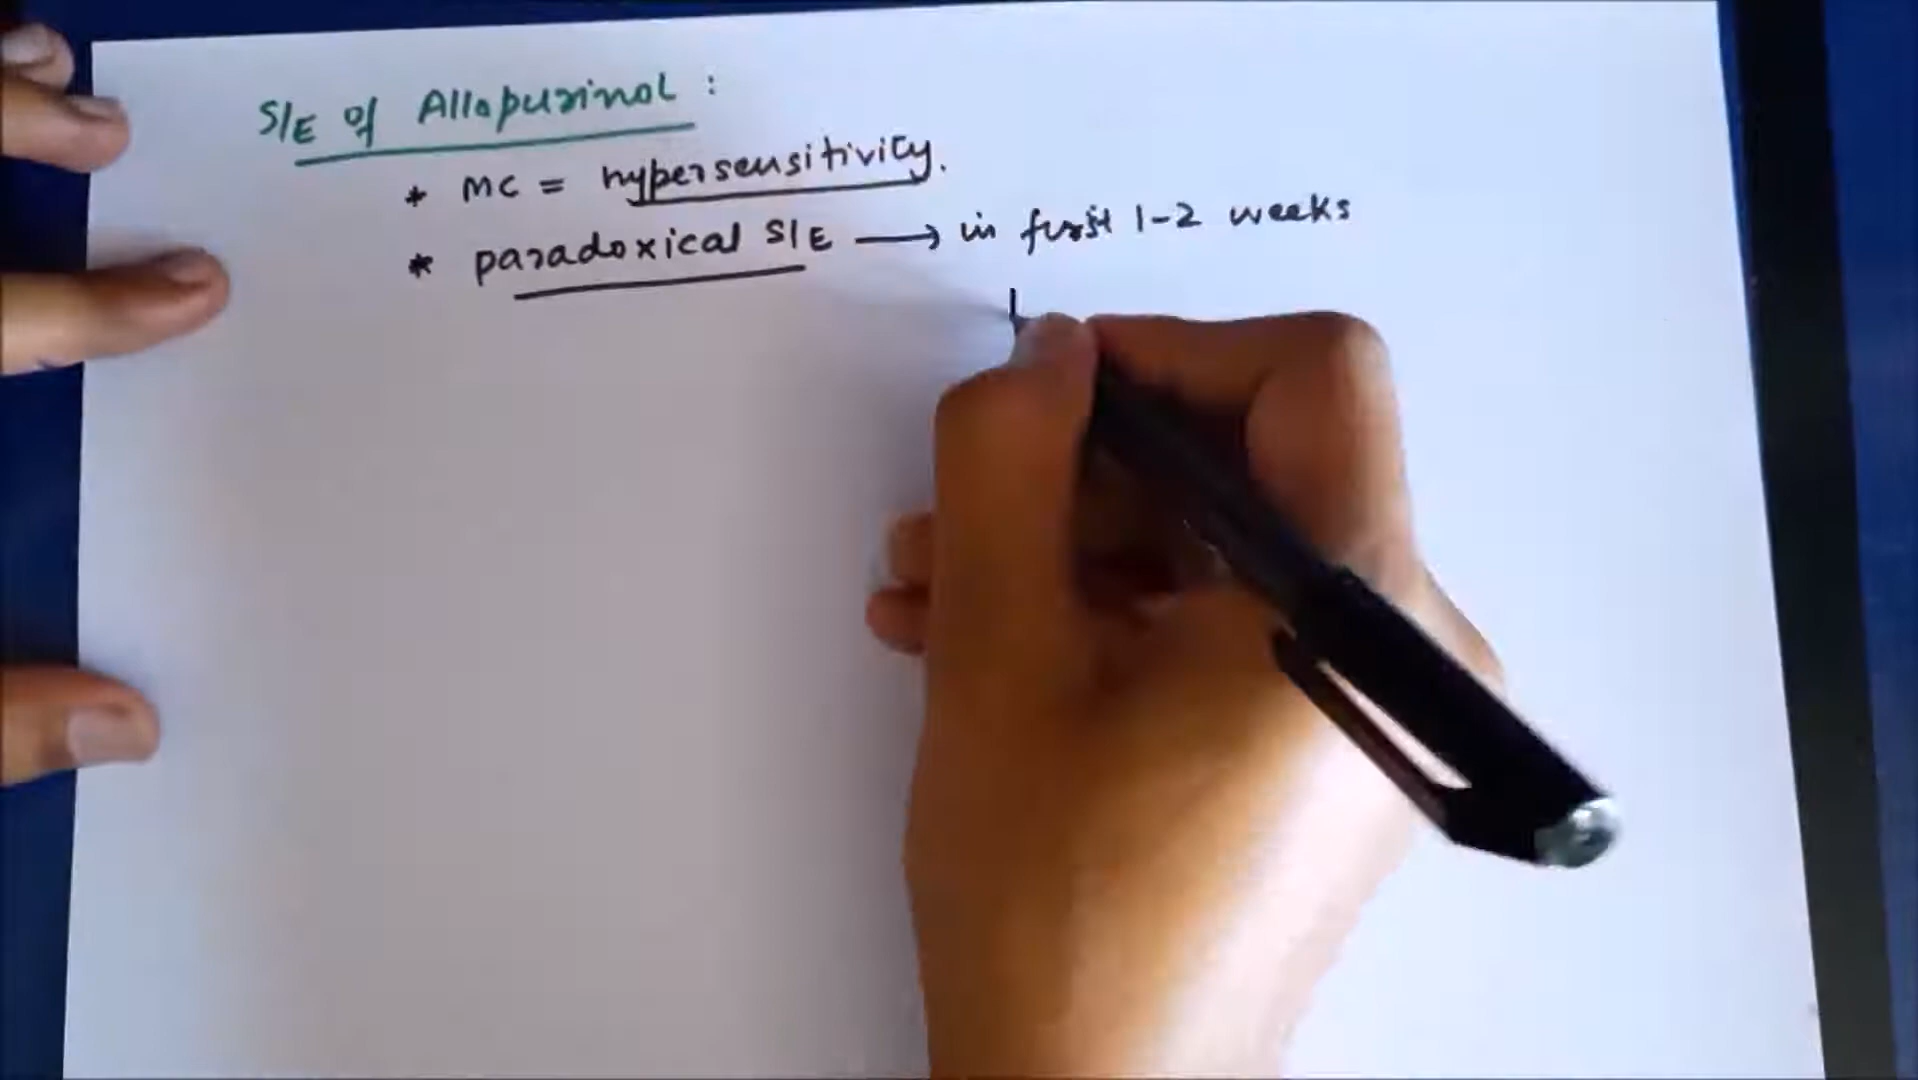 S/E of Allopurinol :
* MC = hypersensitivity.
* paradoxical S/E → in first 1-2 weeks